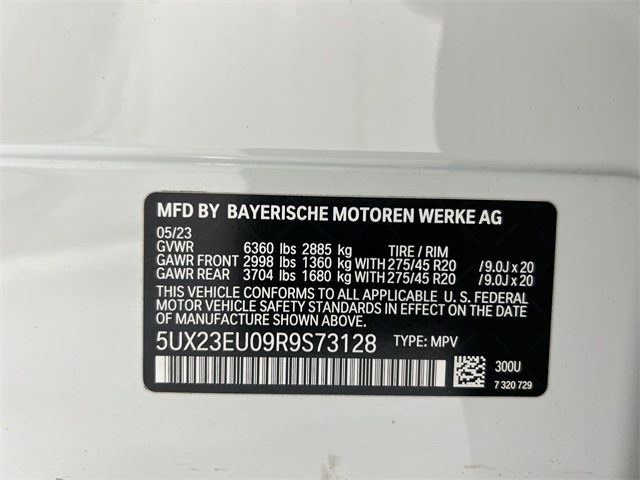 MFD BY BAYERISCHE MOTOREN WERKE AG
05/23
GVWR 6360 lbs 2885 kg TIRE / RIM
GAWR FRONT 2998 lbs 1360 kg WITH 275/45 R20 /9.0J x 20
GAWR REAR 3704 lbs 1680 kg WITH 275/45 R20 /9.0J x 20
THIS VEHICLE CONFORMS TO ALL APPLICABLE U. S. FEDERAL
MOTOR VEHICLE SAFETY STANDARDS IN EFFECT ON THE DATE OF
MANUFACTURE SHOWN ABOVE.
5UX23EU09R9S73128 TYPE: MPV
300U
7 320 729